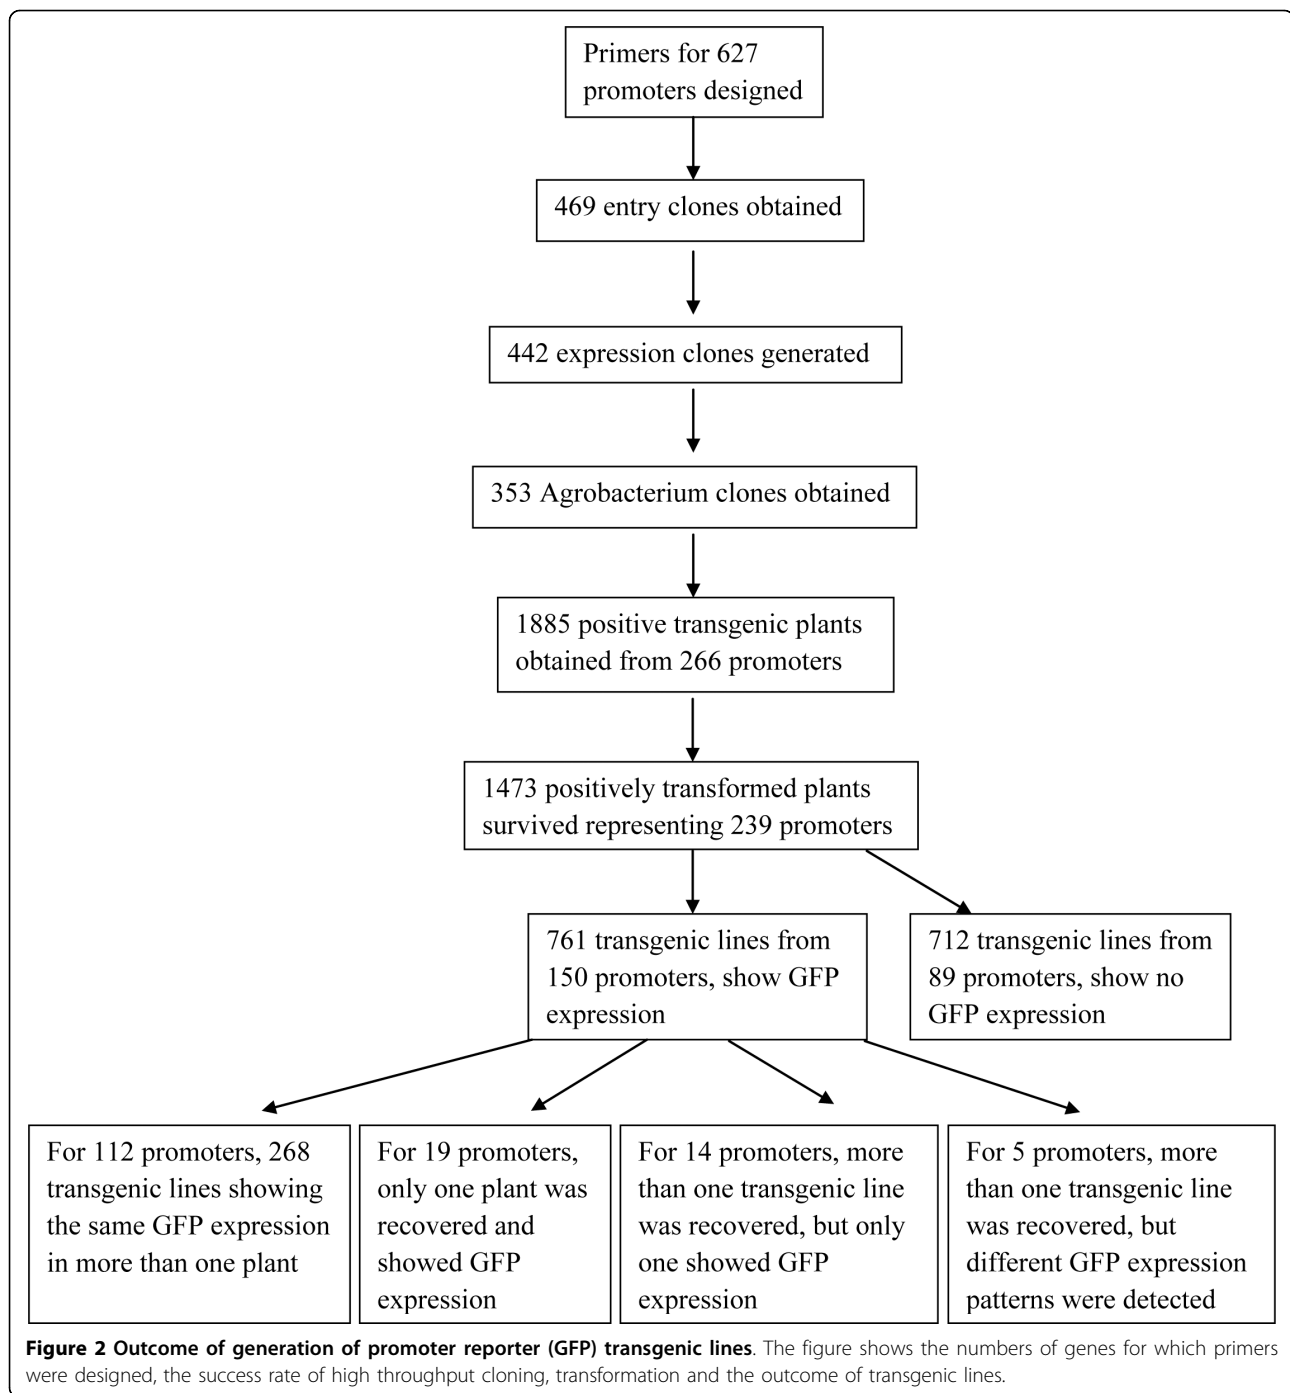 Primers for 627
promoters designed
469 entry clones obtained
442 expression clones generated
353 Agrobacterium clones obtained
1885 positive transgenic plants
obtained from 266 promoters
1473 positively transformed plants
survived representing 239 promoters
761 transgenic lines from
150 promoters, show GFP
expression
712 transgenic lines from
89 promoters, show no
GFP expression
For 112 promoters, 268
transgenic lines showing
the same GFP expression
in more than one plant
For 19 promoters,
only one plant was
recovered and
showed GFP
expression
For 14 promoters, more
than one transgenic line
was recovered, but only
one showed GFP
expression
For 5 promoters, more
than one transgenic line
was recovered, but
different GFP expression
patterns were detected
Figure 2 Outcome of generation of promoter reporter (GFP) transgenic lines. The figure shows the numbers of genes for which primers
were designed, the success rate of high throughput cloning, transformation and the outcome of transgenic lines.